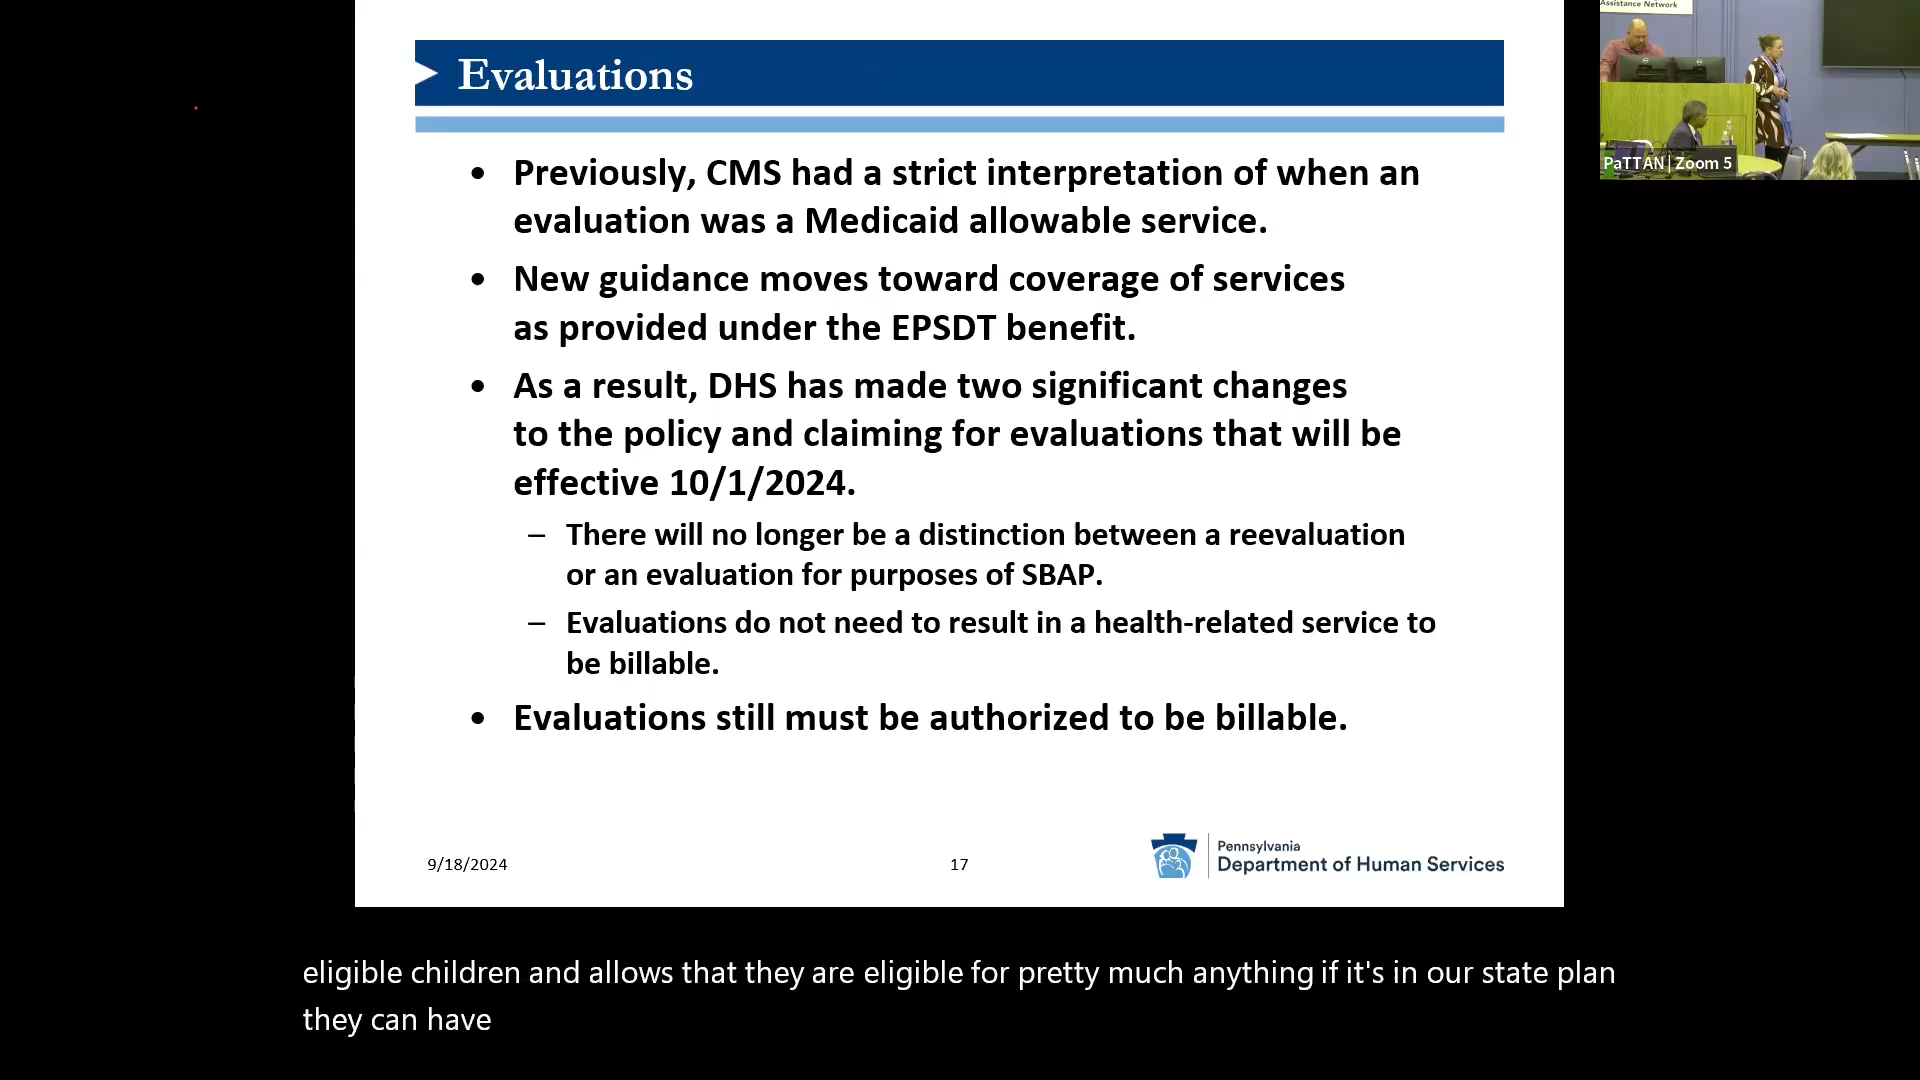 Assistance Network
Evaluations
PaTTAN | Zoom 5
• Previously, CMS had a strict interpretation of when an
evaluation was a Medicaid allowable service.
• New guidance moves toward coverage of services
as provided under the EPSDT benefit.
• As a result, DHS has made two significant changes
to the policy and claiming for evaluations that will be
effective 10/1/2024.
– There will no longer be a distinction between a reevaluation
or an evaluation for purposes of SBAP.
– Evaluations do not need to result in a health-related service to
be billable.
• Evaluations still must be authorized to be billable.
9/18/2024
17
Pennsylvania
Department of Human Services
eligible children and allows that they are eligible for pretty much anything if it's in our state plan
they can have